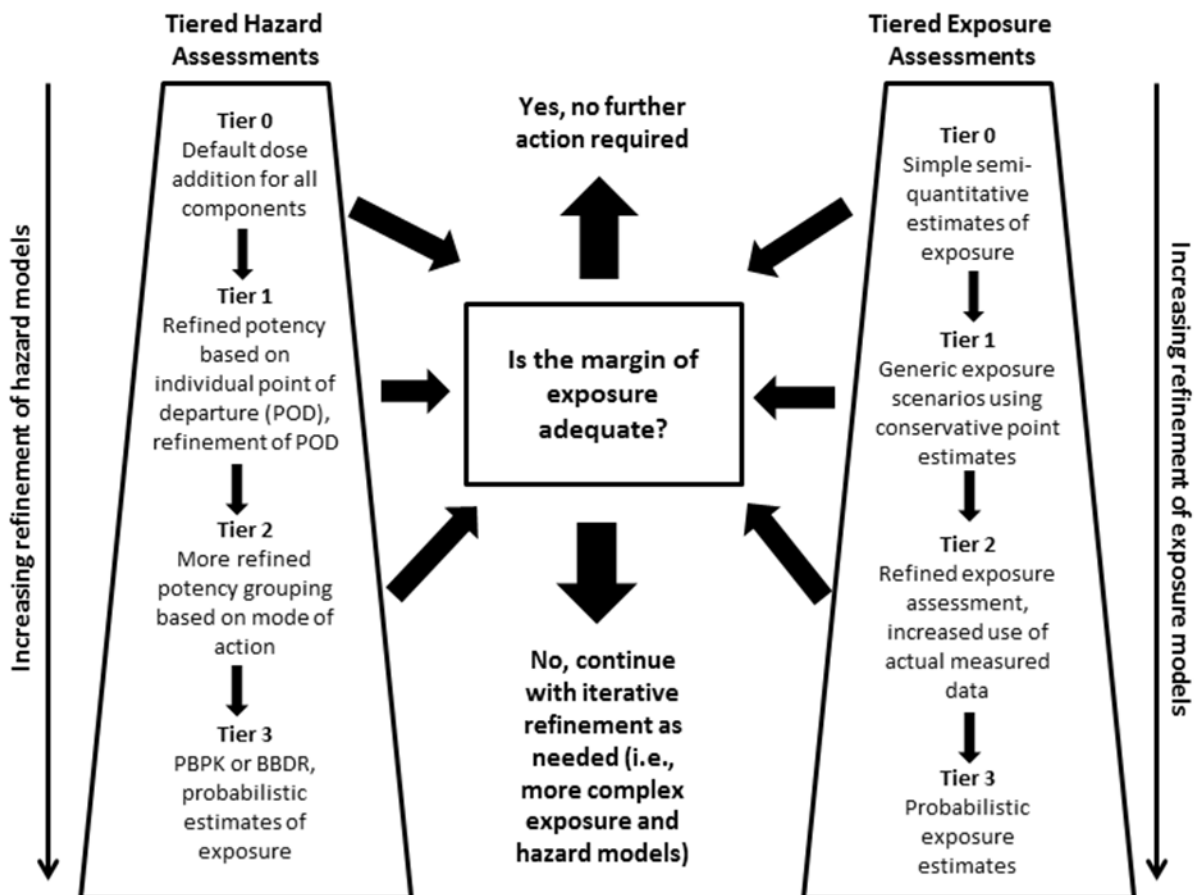 Tiered Hazard
Assessments
Increasing refinement of hazard models
Tier 0
Default dose
addition for all
components
Tier 1
Refined potency
based on
individual point of
departure (POD),
refinement of POD
Tier 2
More refined
potency grouping
based on mode of
action
Tier 3
PBPK or BBDR,
probabilistic
estimates of
exposure
Yes, no further
action required
Is the margin of
exposure
adequate?
No, continue
with iterative
refinement as
needed (i.e.,
more complex
exposure and
hazard models)
Tiered Exposure
Assessments
Tier 0
Simple semi-
quantitative
estimates of
exposure
Tier 1
Generic exposure
scenarios using
conservative point
estimates
Tier 2
Refined exposure
assessment,
increased use of
actual measured
data
Tier 3
Probabilistic
exposure
estimates
Increasing refinement of exposure models